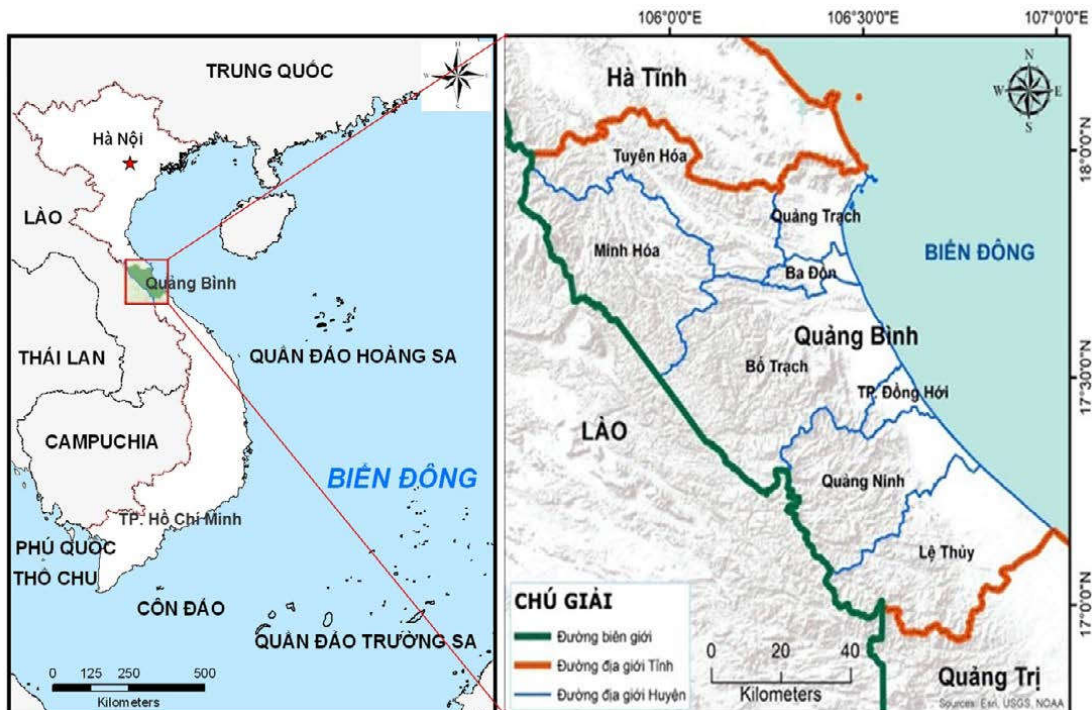 TRUNG QUỐC
N
W
E
S
Hà Nội
LÀO
Quảng Bình
THÁI LAN
QUẦN ĐẢO HOÀNG SA
CAMPUCHIA
BIỂN ĐÔNG
TP. Hồ Chí Minh
PHÚ QUỐC
THỔ CHU
CÔN ĐẢO
QUẦN ĐẢO TRƯỜNG SA
0 125 250 500
Kilometers
106°0'0"E
106°30'0"E
107°0'0"E
Hà Tĩnh
N
W
E
S
18°0'0"N
Tuyên Hóa
Quảng Trạch
Minh Hóa
BIỂN ĐÔNG
Ba Đồn
Quảng Bình
Bố Trạch
17°30'0"N
TP. Đồng Hới
LÀO
Quảng Ninh
Lệ Thủy
17°0'0"N
CHÚ GIẢI
Đường biên giới
Đường địa giới Tỉnh
Đường địa giới Huyện
0 20 40
Kilometers
Quảng Trị
Sources: Esri, USGS, NOAA